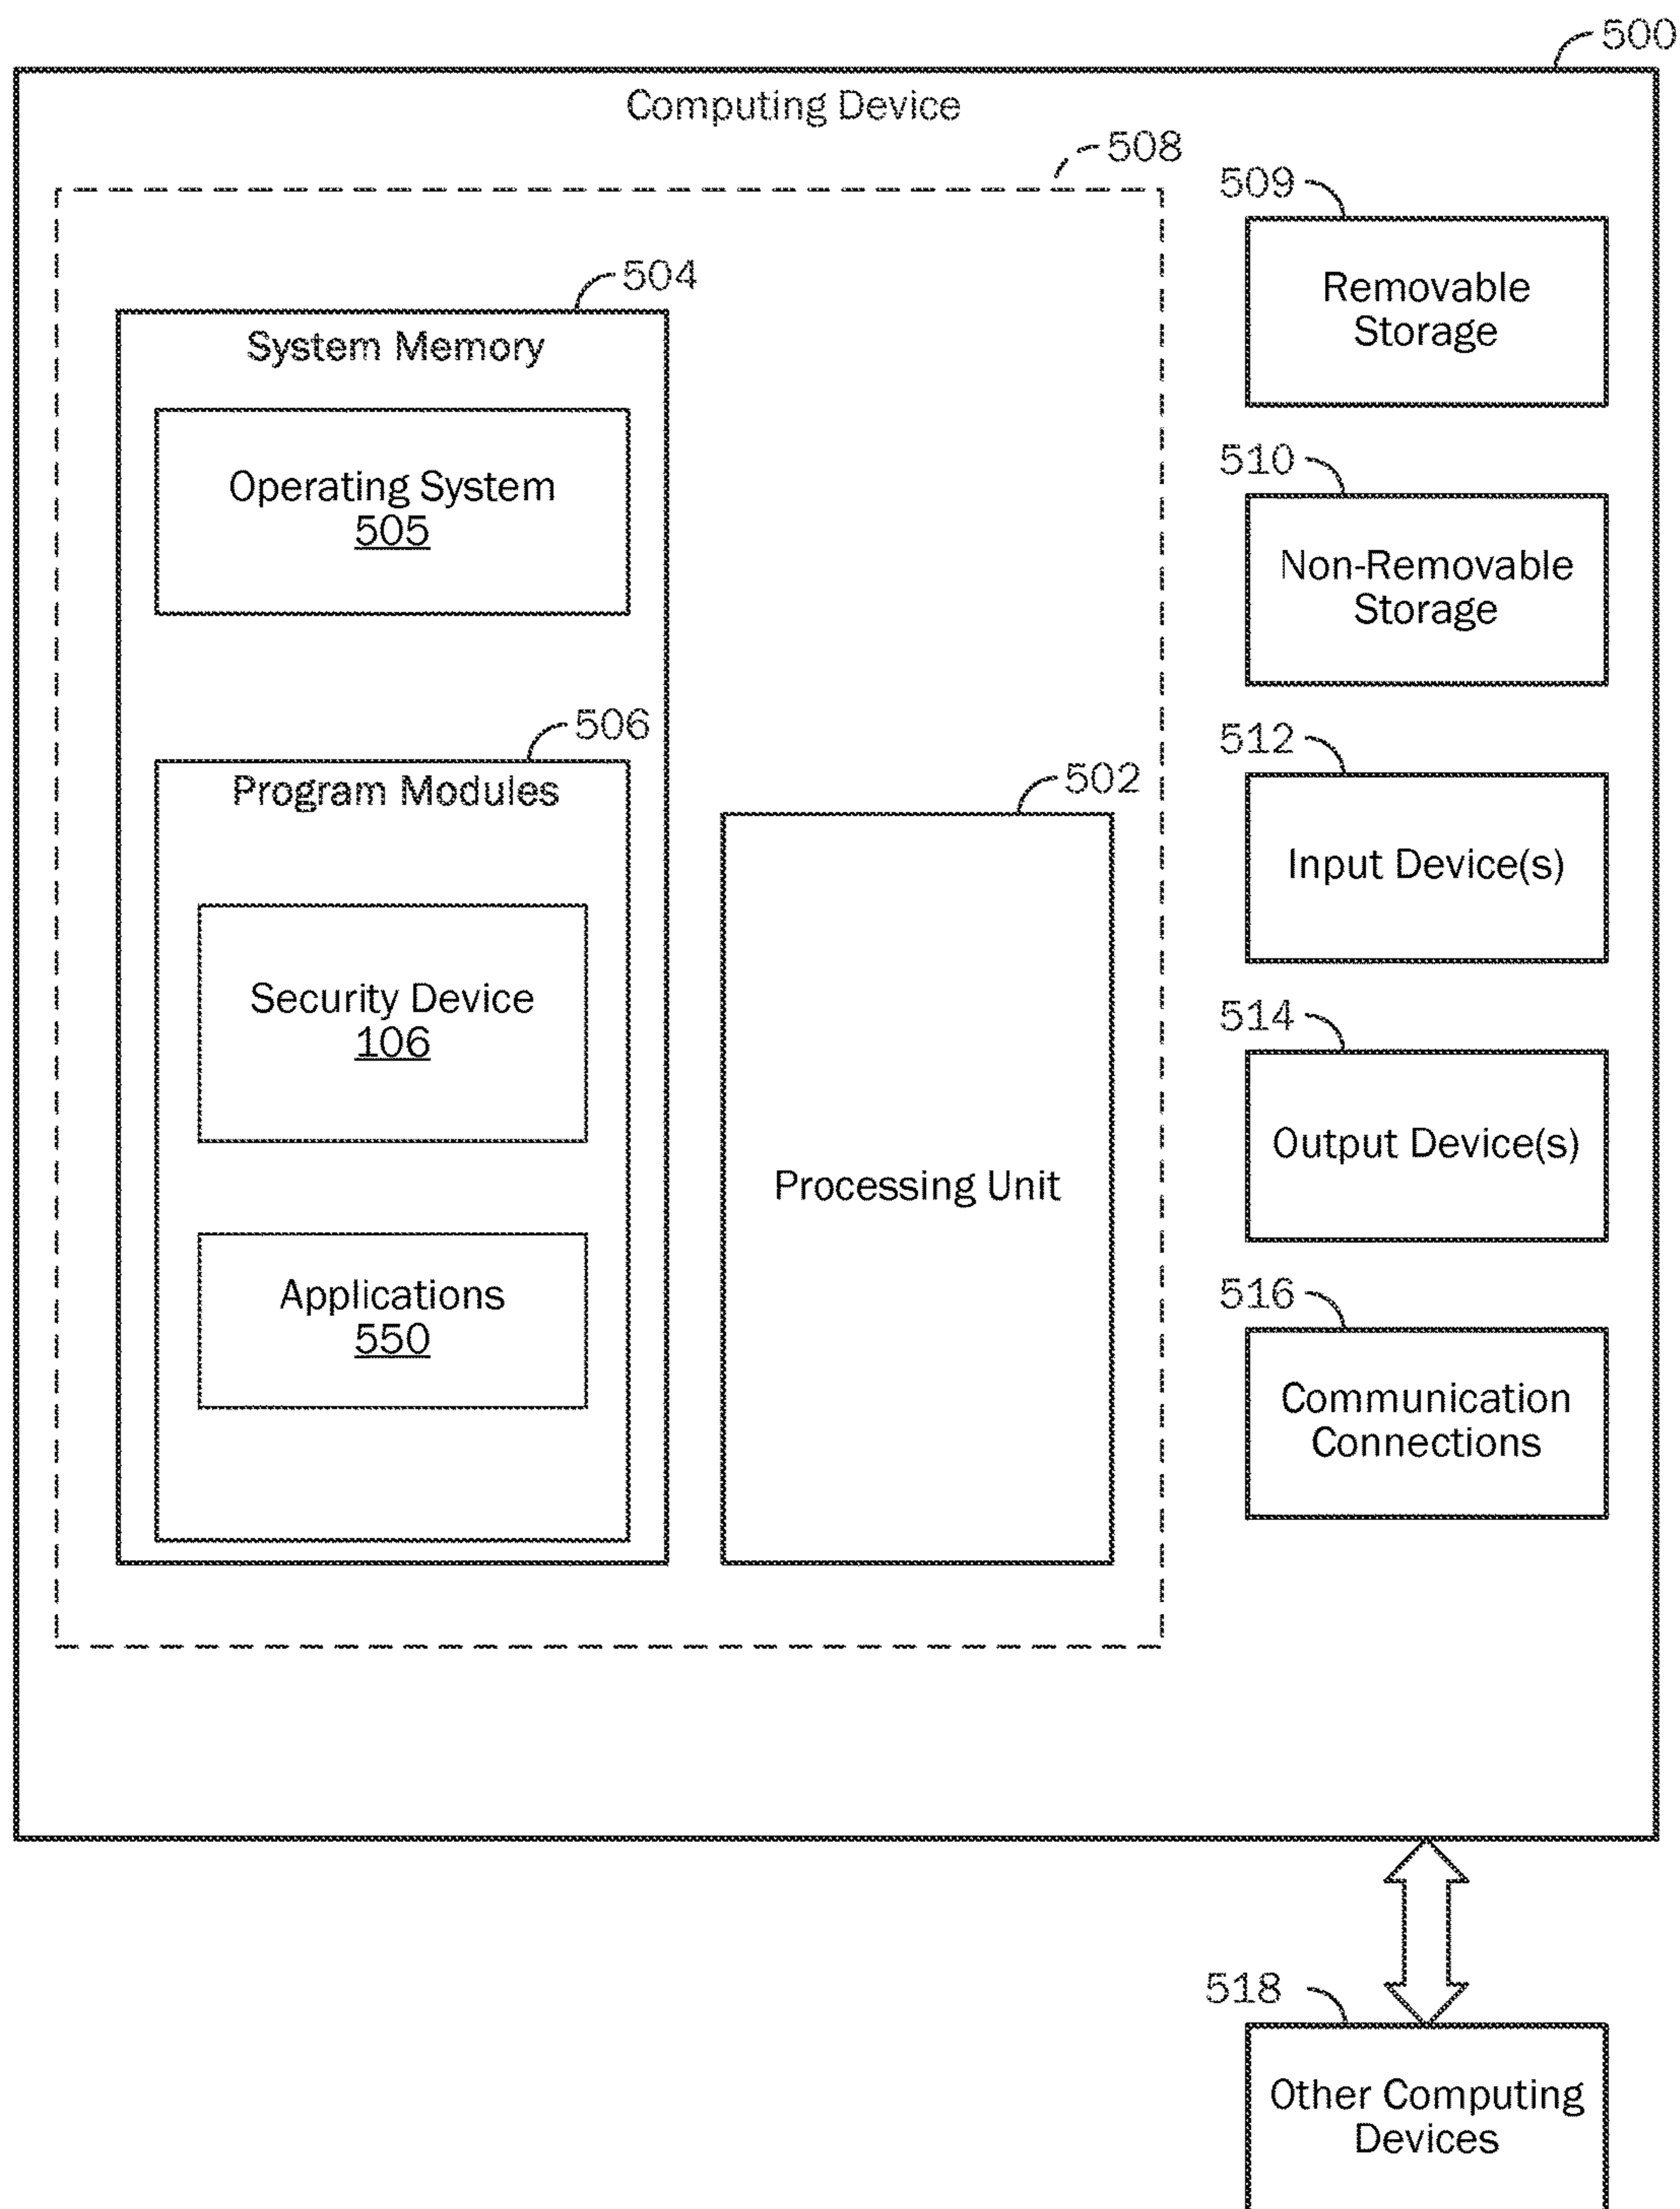 500
Computing Device
508
504
System Memory
Operating System
505
506
Program Modules
Security Device
106
Applications
550
502
Processing Unit
509
Removable
Storage
510
Non-Removable
Storage
512
Input Device(s)
514
Output Device(s)
516
Communication
Connections
518
Other Computing
Devices